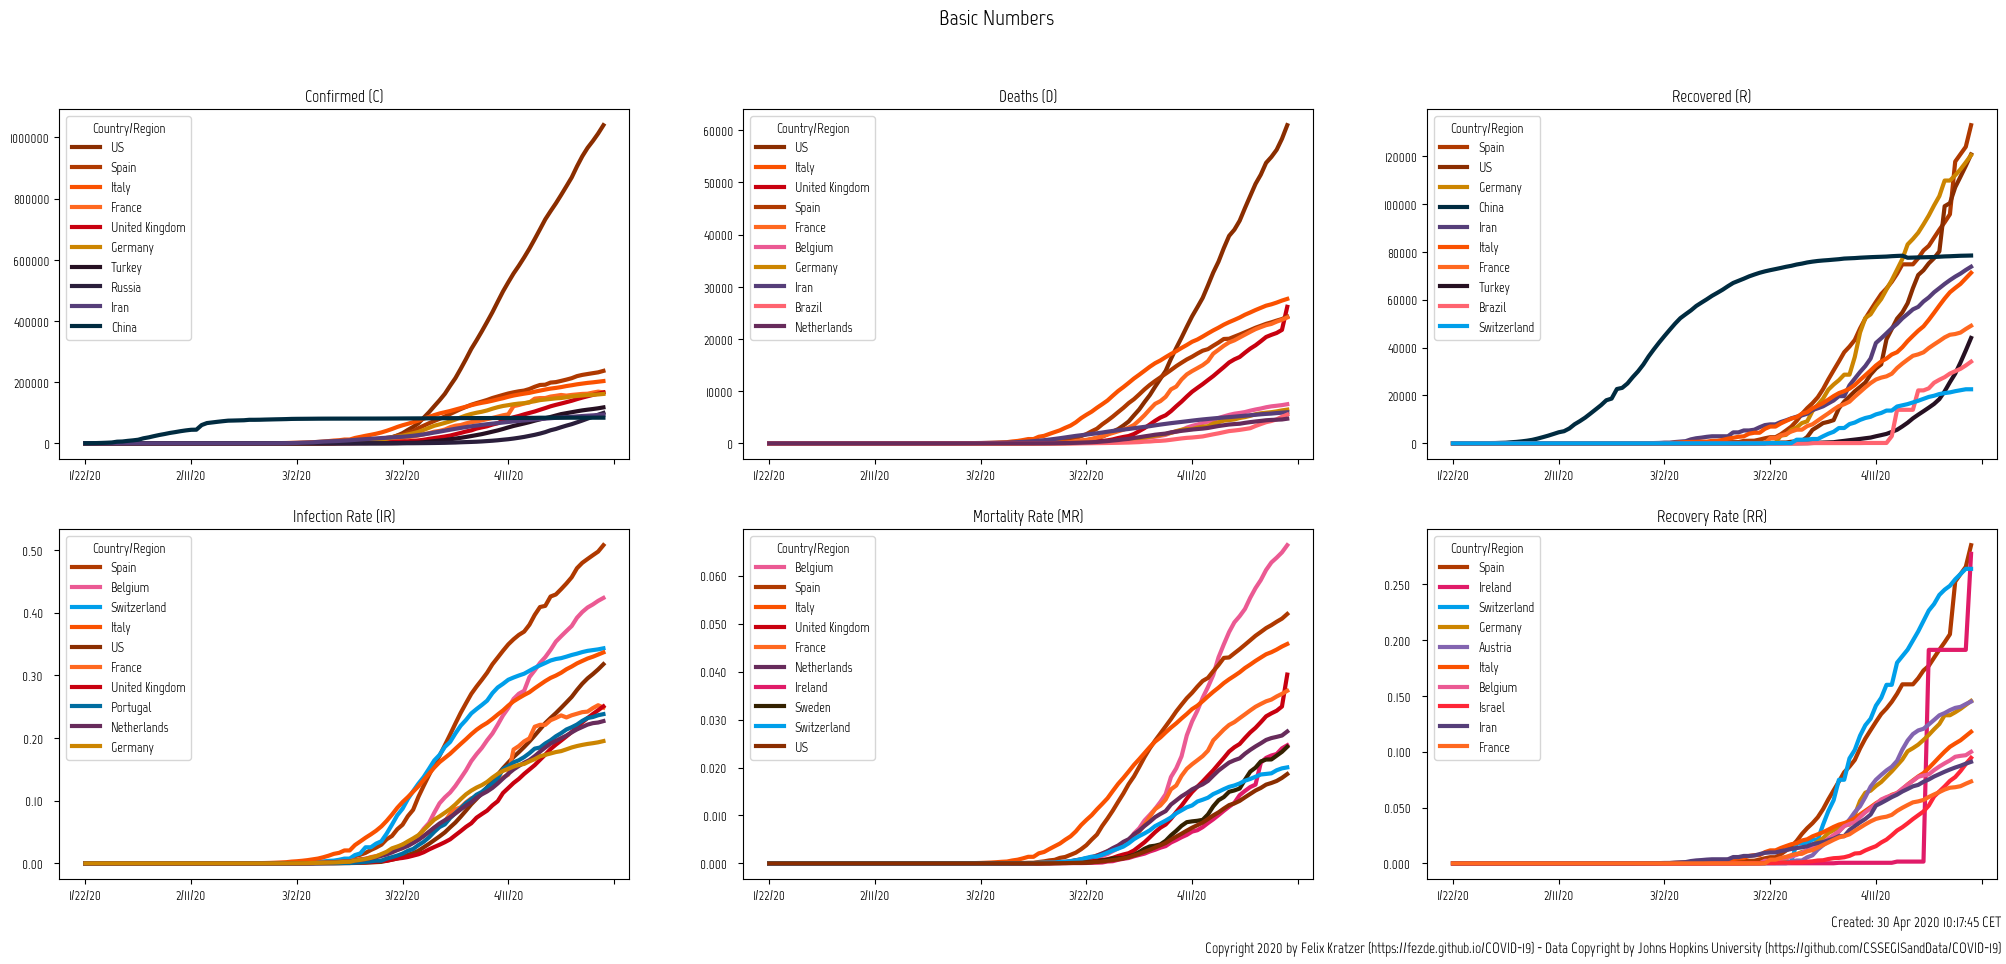 Basic Numbers
Confirmed (C)
Country/Region
US
Spain
Italy
France
United Kingdom
Germany
Turkey
Russia
Iran
China
1000000
800000
600000
400000
200000
0
1/22/20 2/11/20 3/2/20 3/22/20 4/11/20
Deaths (D)
Country/Region
US
Italy
United Kingdom
Spain
France
Belgium
Germany
Iran
Brazil
Netherlands
60000
50000
40000
30000
20000
10000
0
1/22/20 2/11/20 3/2/20 3/22/20 4/11/20
Recovered (R)
Country/Region
Spain
US
Germany
China
Iran
Italy
France
Turkey
Brazil
Switzerland
120000
100000
80000
60000
40000
20000
0
1/22/20 2/11/20 3/2/20 3/22/20 4/11/20
Infection Rate (IR)
Country/Region
Spain
Belgium
Switzerland
Italy
US
France
United Kingdom
Portugal
Netherlands
Germany
0.50
0.40
0.30
0.20
0.10
0.00
1/22/20 2/11/20 3/2/20 3/22/20 4/11/20
Mortality Rate (MR)
Country/Region
Belgium
Spain
Italy
United Kingdom
France
Netherlands
Ireland
Sweden
Switzerland
US
0.060
0.050
0.040
0.030
0.020
0.010
0.000
1/22/20 2/11/20 3/2/20 3/22/20 4/11/20
Recovery Rate (RR)
Country/Region
Spain
Ireland
Switzerland
Germany
Austria
Italy
Belgium
Israel
Iran
France
0.250
0.200
0.150
0.100
0.050
0.000
1/22/20 2/11/20 3/2/20 3/22/20 4/11/20
Created: 30 Apr 2020 10:17:45 CET
Copyright 2020 by Felix Kratzer (https://fezde.github.io/COVID-19) - Data Copyright by Johns Hopkins University (https://github.com/CSSEGISandData/COVID-19)